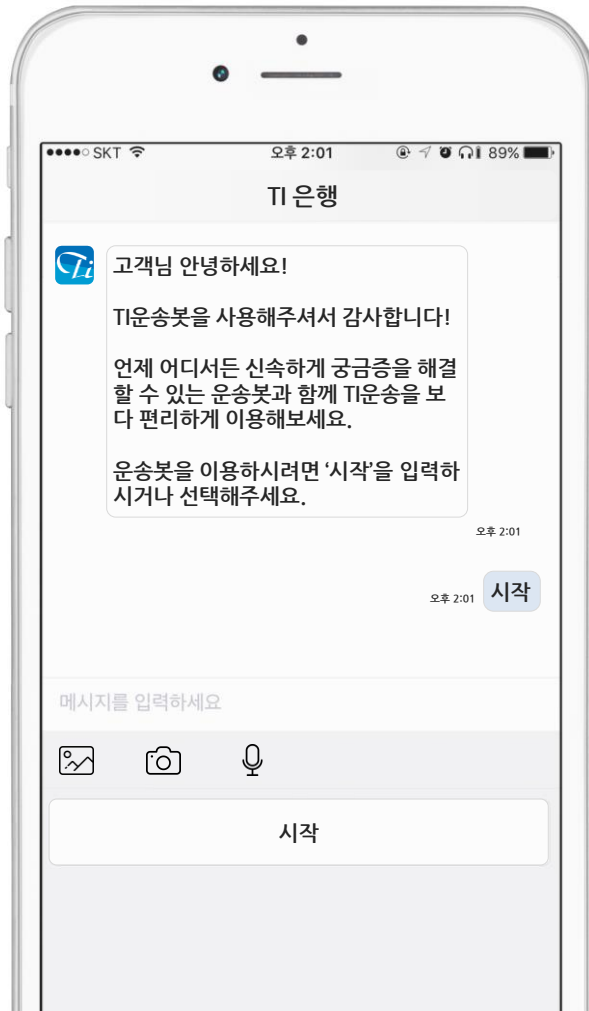 ●●●●○ SKT 오후 2:01 89%
TI 은행
Ti
고객님 안녕하세요!
TI운송봇을 사용해주셔서 감사합니다!
언제 어디서든 신속하게 궁금증을 해결
할 수 있는 운송봇과 함께 TI운송을 보
다 편리하게 이용해보세요.
운송봇을 이용하시려면 ‘시작’을 입력하
시거나 선택해주세요.
오후 2:01
오후 2:01 시작
메시지를 입력하세요
시작